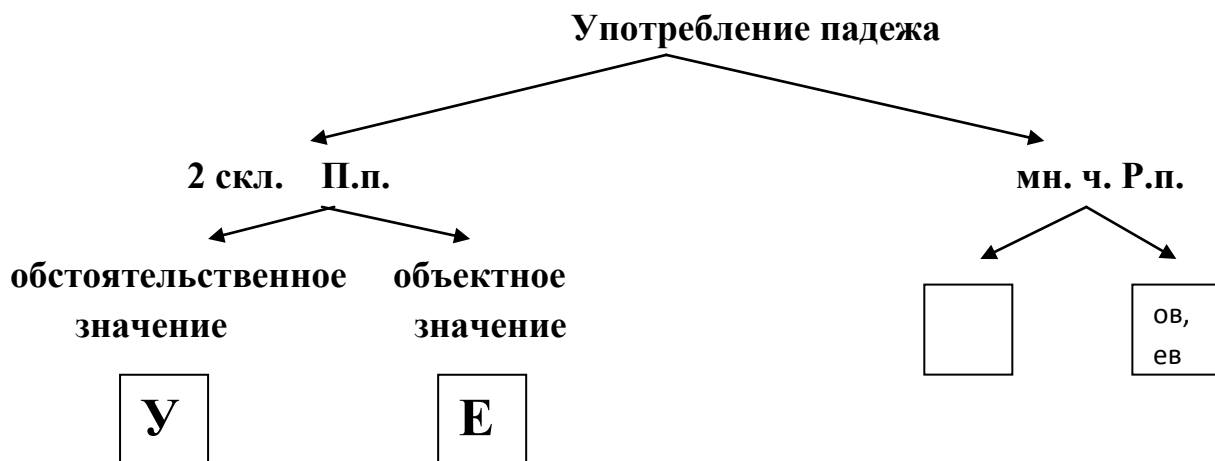 Употребление падежа
2 скл. П.п.
мн. ч. Р.п.
обстоятельственное значение
объектное значение
ов,
ев
У
Е